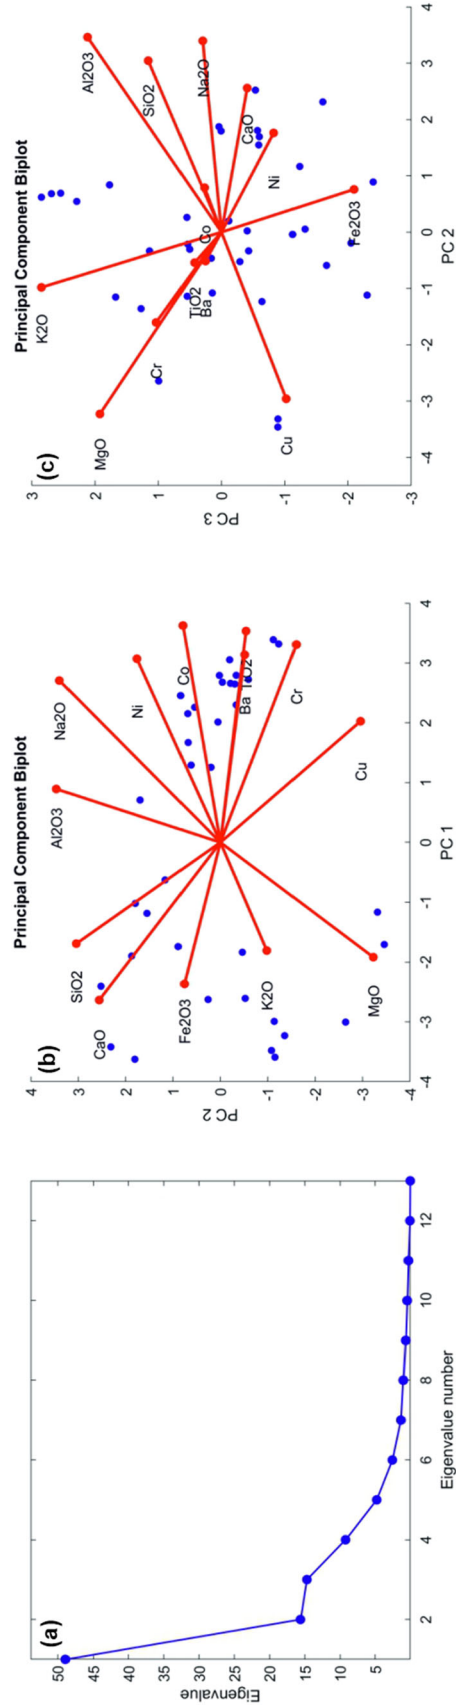 (a)
50
45
40
35
30
25
20
15
10
5
Eigenvalue
2
4
6
8
10
12
Eigenvalue number
(b)
Principal Component Biplot
4
3
2
1
0
-1
-2
-3
-4
PC 2
Na2O
Al2O3
Ni
SiO2
Co
CaO
Fe2O3
Ba
TiO2
K2O
Cr
Cu
MgO
-4
-3
-2
-1
0
1
2
3
4
PC 1
(c)
Principal Component Biplot
3
2
1
0
-1
-2
-3
PC 3
K2O
Al2O3
MgO
SiO2
Cr
Na2O
TiO2
Ba
Co
CaO
Ni
Cu
Fe2O3
-4
-3
-2
-1
0
1
2
3
4
PC 2